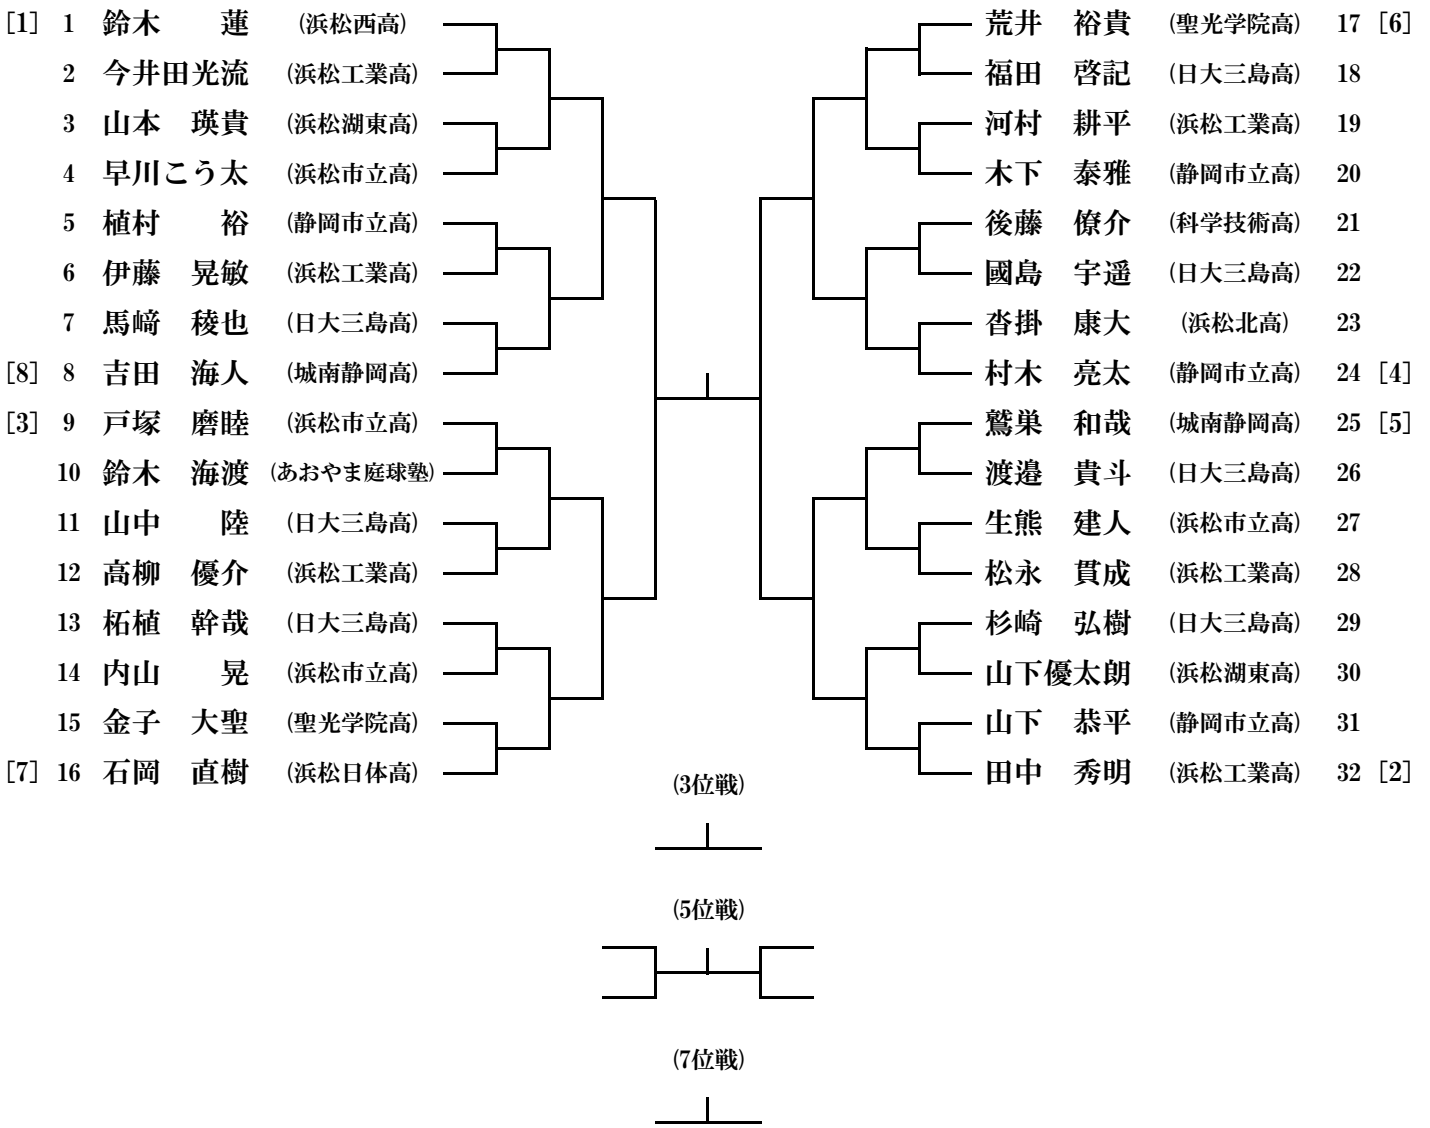 [1] 1 鈴木　　蓮 (浜松西高)
2 今井田光流 (浜松工業高)
3 山本　瑛貴 (浜松湖東高)
4 早川こう太 (浜松市立高)
5 植村　　裕 (静岡市立高)
6 伊藤　晃敏 (浜松工業高)
7 馬﨑　稜也 (日大三島高)
[8] 8 吉田　海人 (城南静岡高)
[3] 9 戸塚　磨睦 (浜松市立高)
10 鈴木　海渡 (あおやま庭球塾)
11 山中　　陸 (日大三島高)
12 高柳　優介 (浜松工業高)
13 柘植　幹哉 (日大三島高)
14 内山　　晃 (浜松市立高)
15 金子　大聖 (聖光学院高)
[7] 16 石岡　直樹 (浜松日体高)
荒井　裕貴 (聖光学院高) 17 [6]
福田　啓記 (日大三島高) 18
河村　耕平 (浜松工業高) 19
木下　泰雅 (静岡市立高) 20
後藤　僚介 (科学技術高) 21
國島　宇遥 (日大三島高) 22
沓掛　康大 (浜松北高) 23
村木　亮太 (静岡市立高) 24 [4]
鷲巣　和哉 (城南静岡高) 25 [5]
渡邉　貴斗 (日大三島高) 26
生熊　建人 (浜松市立高) 27
松永　貫成 (浜松工業高) 28
杉崎　弘樹 (日大三島高) 29
山下優太朗 (浜松湖東高) 30
山下　恭平 (静岡市立高) 31
田中　秀明 (浜松工業高) 32 [2]
(3位戦)
(5位戦)
(7位戦)